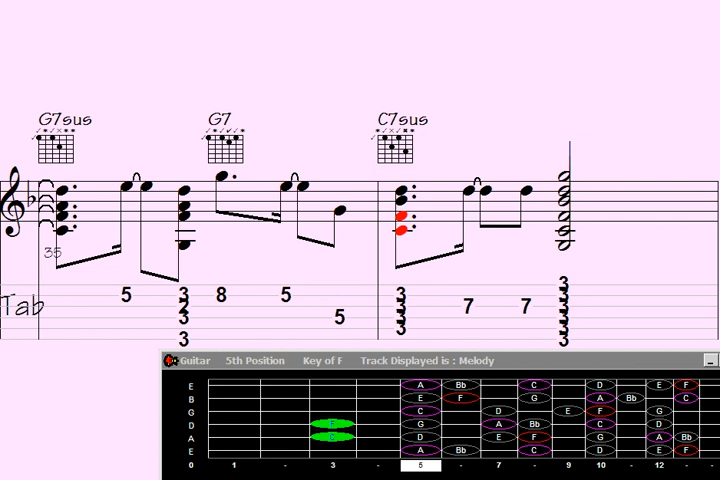 G7sus G7 C7sus
35
Tab
5 3 8 5 3
3 2 3 7 7 3
3 5 3 3
3 3
3 3
3 3
Guitar 5th Position Key of F Track Displayed is : Melody
E A Bb C D E F
B E F G A Bb C
G C D E F G
D F G A Bb C D
A C D E F G A Bb
E A Bb C D E F
0 1 - 3 - 5 - 7 - 9 10 - 12 - -